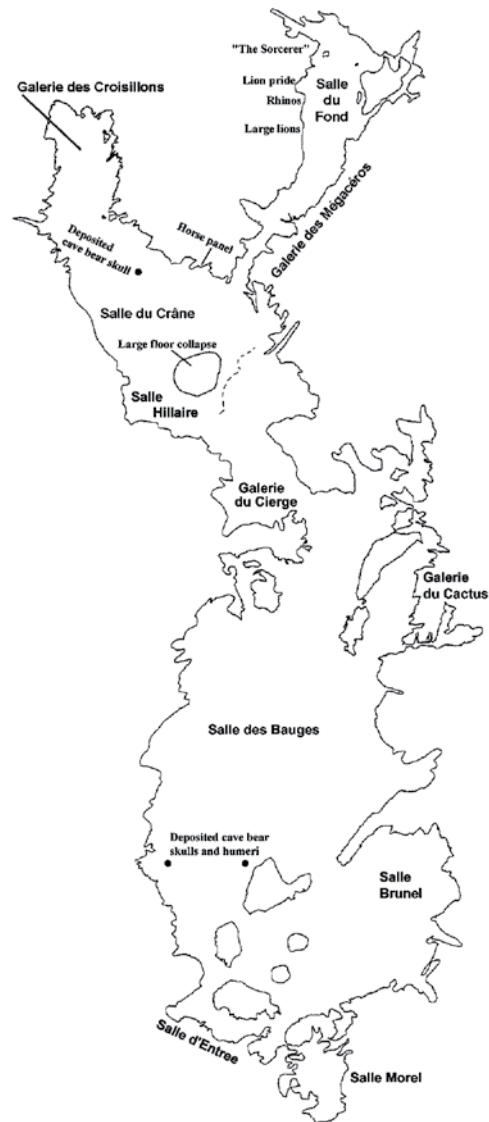 "The Sorcerer"
Galerie des Croisillons
Lion pride
Salle
du
Fond
Rhinos
Large lions
Galerie des Mégacéros
Horse panel
Deposited
cave bear skull
Salle du Crâne
Large floor collapse
Salle
Hillaire
Galerie
du Cierge
Galerie
du Cactus
Salle des Bauges
Deposited cave bear
skulls and humeri
Salle
Brunel
Salle d'Entree
Salle Morel